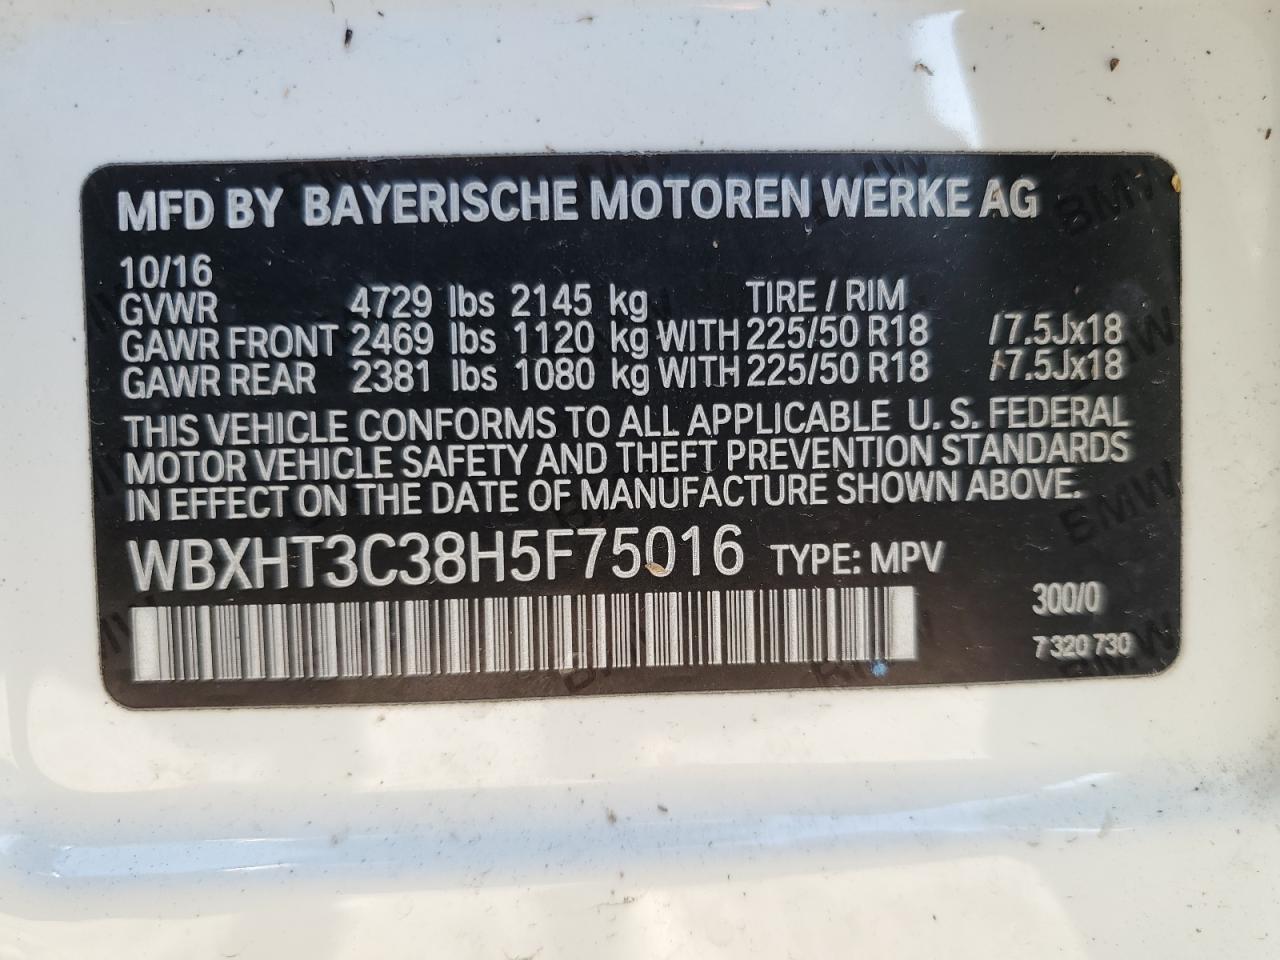 MFD BY BAYERISCHE MOTOREN WERKE AG
10/16
GVWR 4729 lbs 2145 kg TIRE / RIM
GAWR FRONT 2469 lbs 1120 kg WITH 225/50 R18 /7.5Jx18
GAWR REAR 2381 lbs 1080 kg WITH 225/50 R18 /7.5Jx18
THIS VEHICLE CONFORMS TO ALL APPLICABLE U. S. FEDERAL
MOTOR VEHICLE SAFETY AND THEFT PREVENTION STANDARDS
IN EFFECT ON THE DATE OF MANUFACTURE SHOWN ABOVE.
WBXHT3C38H5F75016 TYPE: MPV
300/0
7 320 730